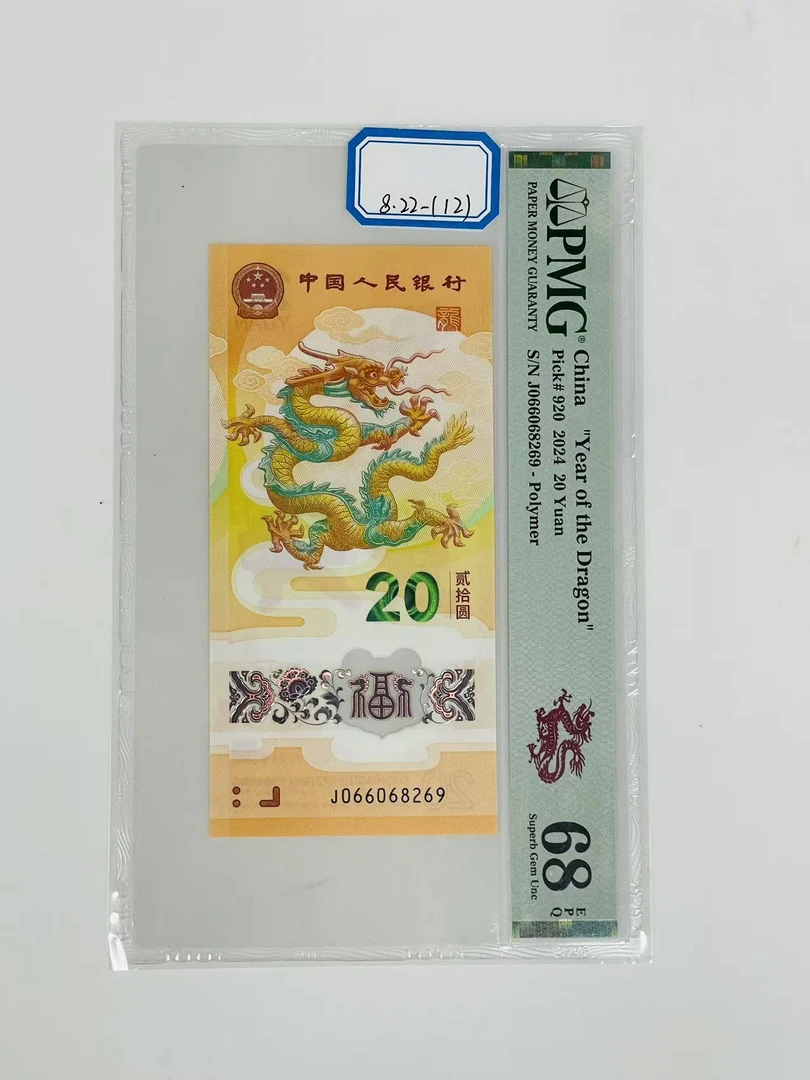 8.22-(12)
中国人民银行
龍
20
贰拾圆
福
J066068269
PMG®
PAPER MONEY GUARANTY
China "Year of the Dragon"
Pick# 920 2024 20 Yuan
S/N J066068269 - Polymer
68
EPQ
Superb Gem Unc